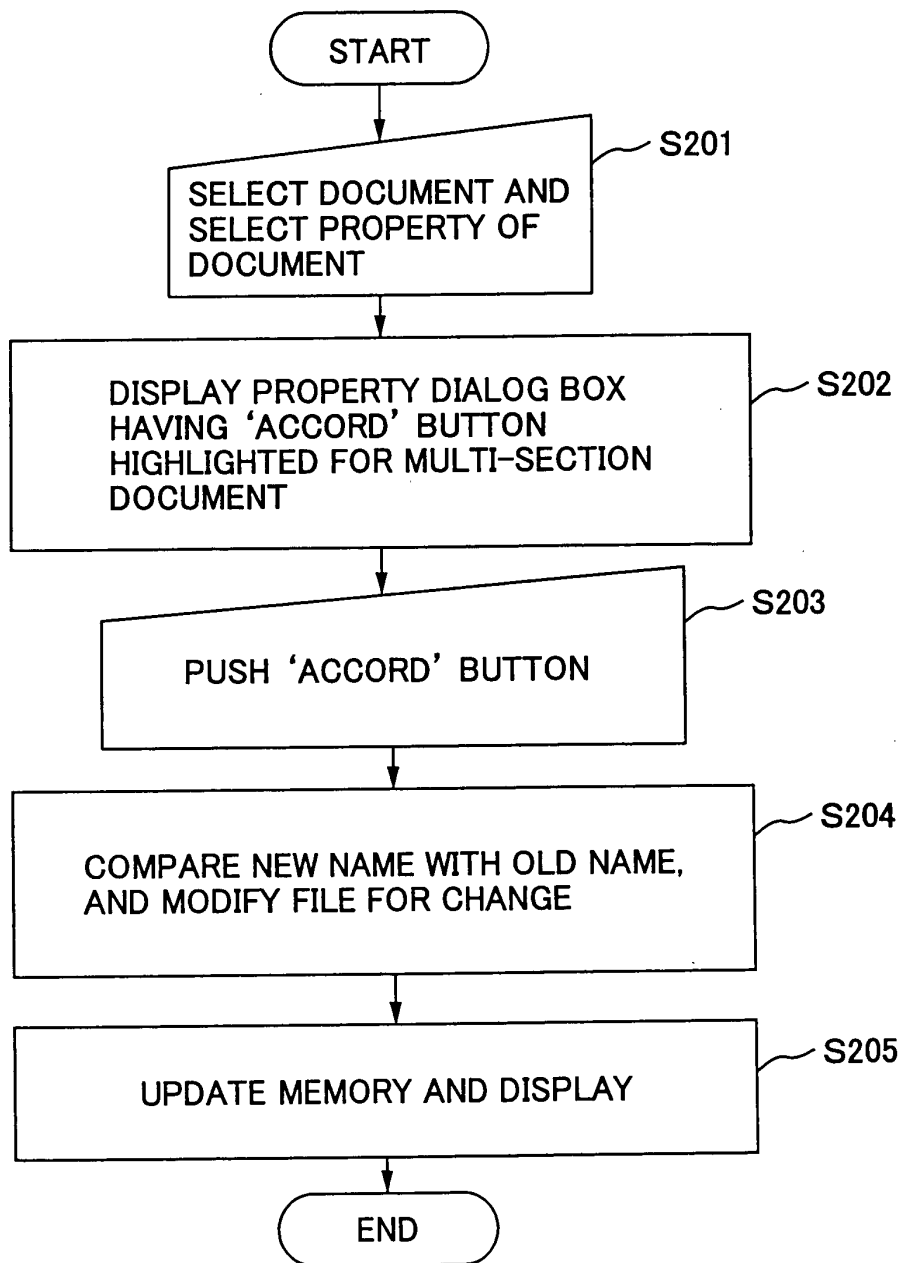 START
S201
SELECT DOCUMENT AND
SELECT PROPERTY OF
DOCUMENT
S202
DISPLAY PROPERTY DIALOG BOX
HAVING ‘ACCORD’ BUTTON
HIGHLIGHTED FOR MULTI-SECTION
DOCUMENT
S203
PUSH ‘ACCORD’ BUTTON
S204
COMPARE NEW NAME WITH OLD NAME,
AND MODIFY FILE FOR CHANGE
S205
UPDATE MEMORY AND DISPLAY
END